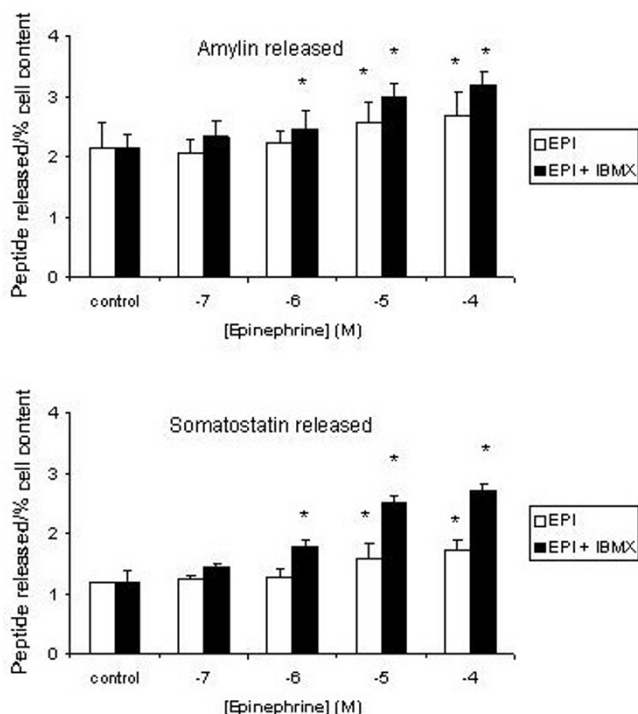 Amylin released
Peptide released/% cell content
4
3
2
1
0
* * * * *
control -7 -6 -5 -4
[Epinephrine] (M)
EPI
EPI + IBMX
Somatostatin released
Peptide released/% cell content
4
3
2
1
0
* * * * *
control -7 -6 -5 -4
[Epinephrine] (M)
EPI
EPI + IBMX